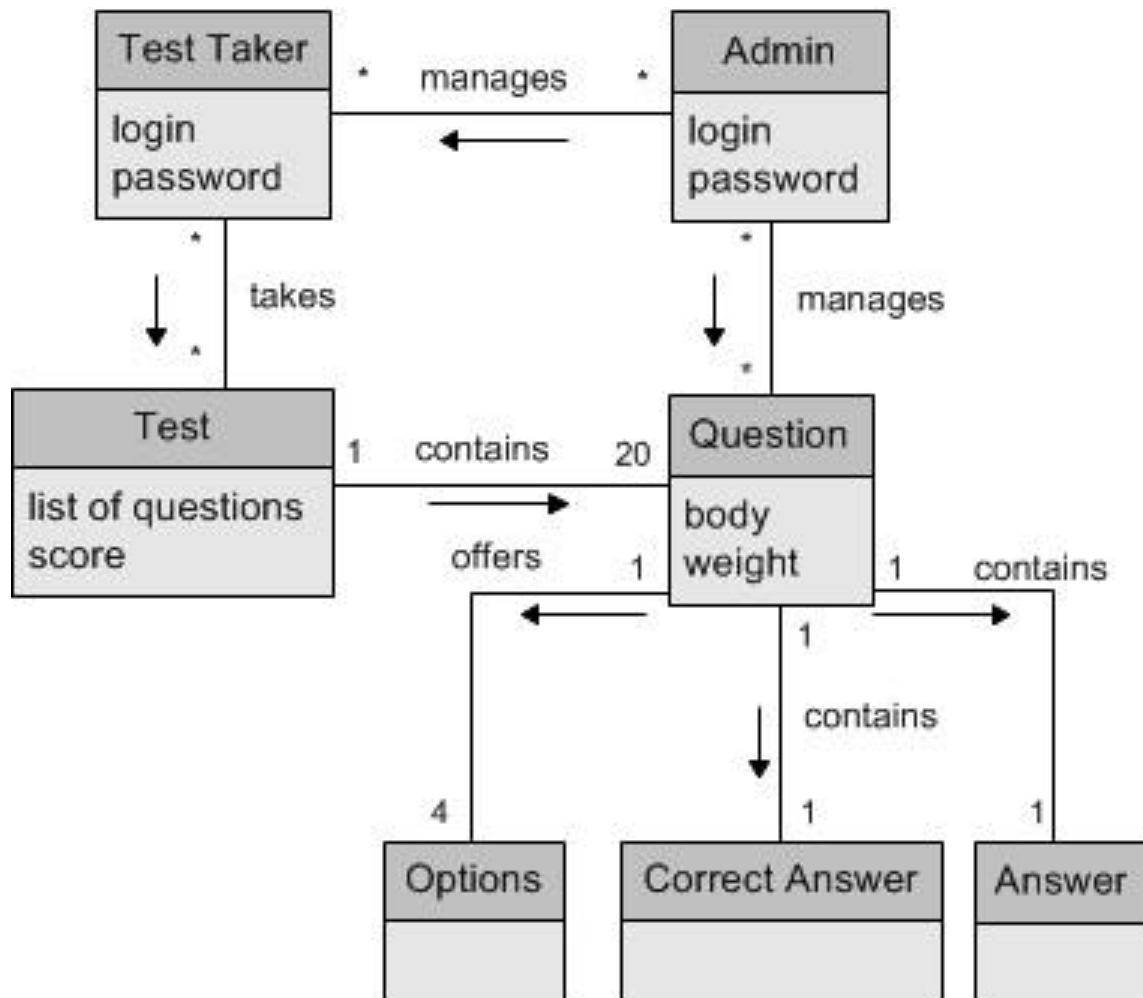 Test Taker
Admin
* manages *
login
password
login
password
*
*
takes
manages
*
*
Test
Question
1 contains 20
list of questions
score
body
weight
offers 1
1 contains
1
contains
4
1
1
Options
Correct Answer
Answer